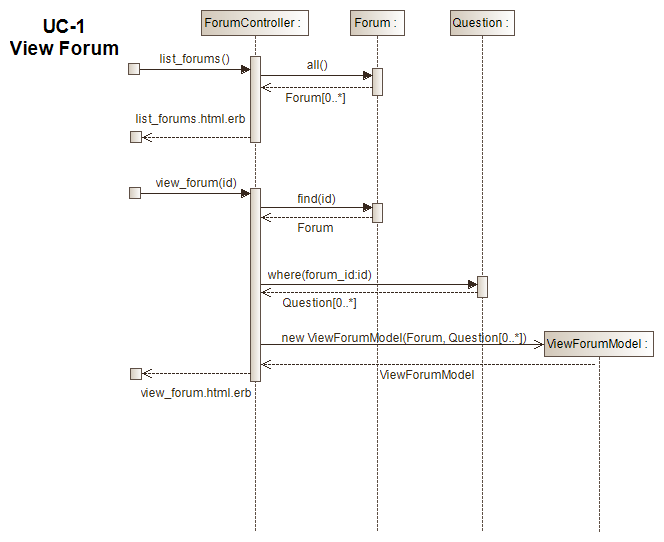 UC-1
View Forum
ForumController :
Forum :
Question :
list_forums()
all()
Forum[0..*]
list_forums.html.erb
view_forum(id)
find(id)
Forum
where(forum_id:id)
Question[0..*]
new ViewForumModel(Forum, Question[0..*])
ViewForumModel :
ViewForumModel
view_forum.html.erb